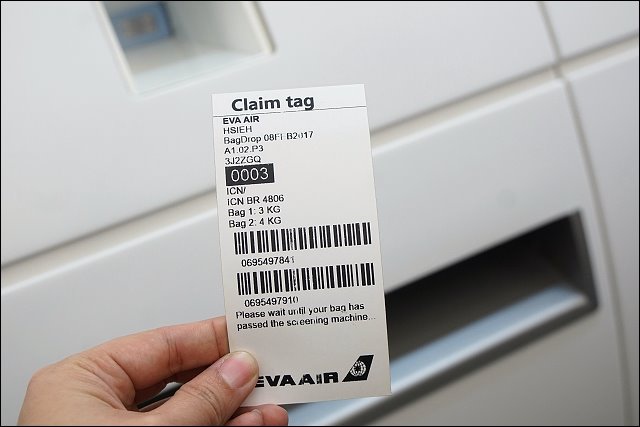 Claim tag
EVA AIR
HSIEH
BagDrop 08FEB2017
A1.02.P3
3J2ZGQ
0003
ICN/
ICN BR 4806
Bag 1: 3 KG
Bag 2: 4 KG
0695497841
0695497910
Please wait until your bag has
passed the screening machine...
EVA AIR